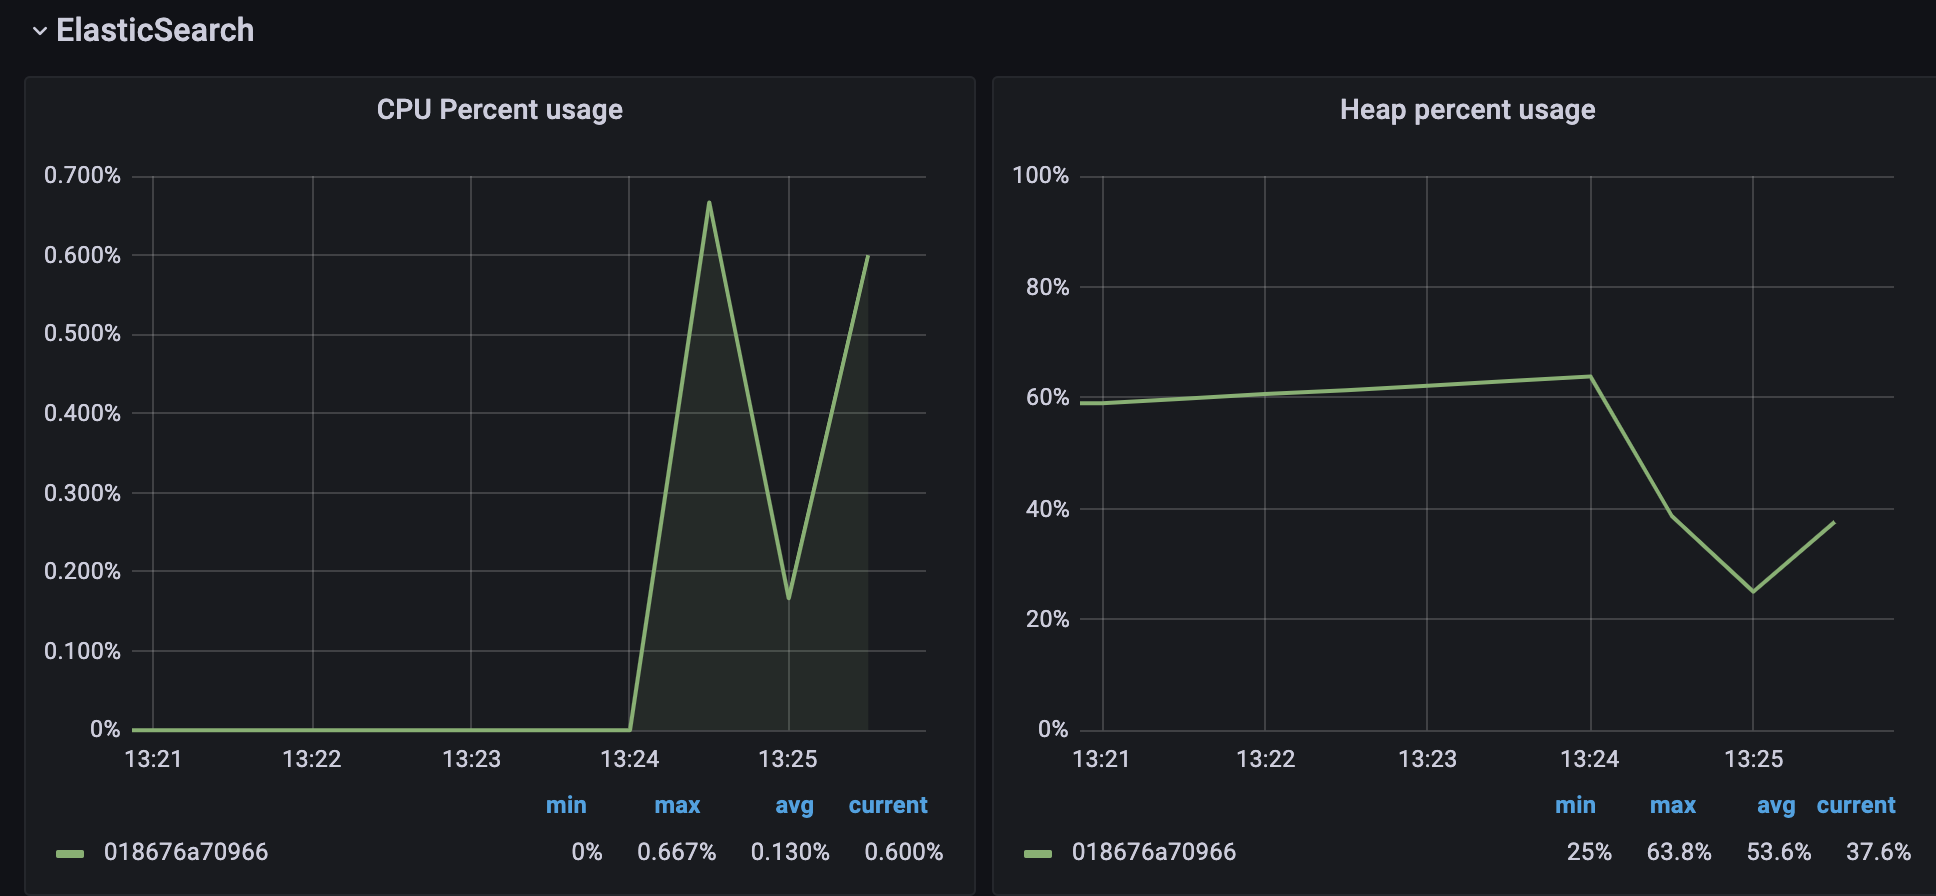 ElasticSearch
CPU Percent usage
0.700%
0.600%
0.500%
0.400%
0.300%
0.200%
0.100%
0%
13:21 13:22 13:23 13:24 13:25
min max avg current
018676a70966 0% 0.667% 0.130% 0.600%
Heap percent usage
100%
80%
60%
40%
20%
0%
13:21 13:22 13:23 13:24 13:25
min max avg current
018676a70966 25% 63.8% 53.6% 37.6%